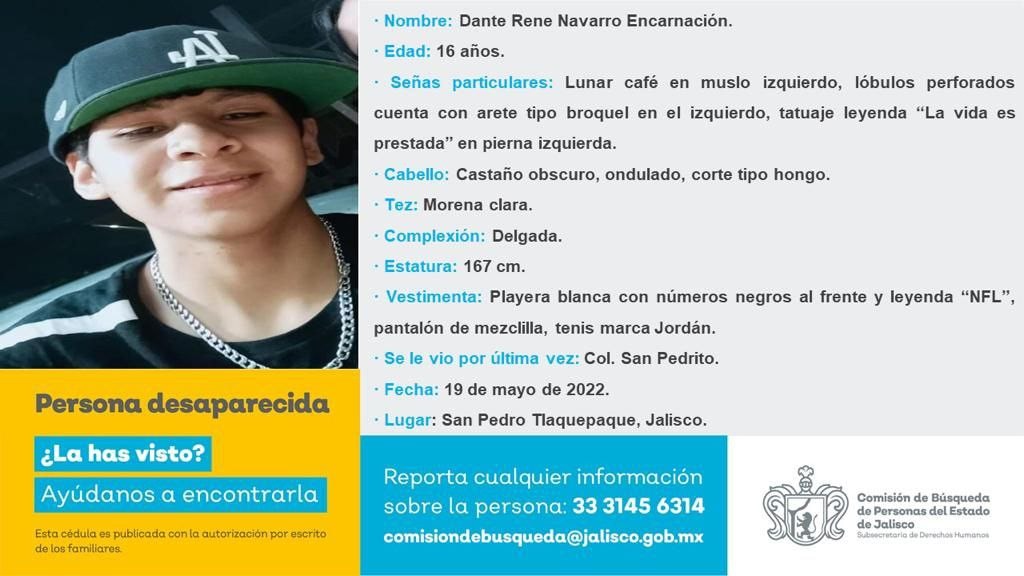 · Nombre: Dante Rene Navarro Encarnación.
· Edad: 16 años.
· Señas particulares: Lunar café en muslo izquierdo, lóbulos perforados
cuenta con arete tipo broquel en el izquierdo, tatuaje leyenda “La vida es
prestada” en pierna izquierda.
· Cabello: Castaño obscuro, ondulado, corte tipo hongo.
· Tez: Morena clara.
· Complexión: Delgada.
· Estatura: 167 cm.
· Vestimenta: Playera blanca con números negros al frente y leyenda “NFL”,
pantalón de mezclilla, tenis marca Jordán.
· Se le vio por última vez: Col. San Pedrito.
· Fecha: 19 de mayo de 2022.
· Lugar: San Pedro Tlaquepaque, Jalisco.
Persona desaparecida
¿La has visto?
Ayúdanos a encontrarla
Esta cédula es publicada con la autorización por escrito
de los familiares.
Reporta cualquier información
sobre la persona: 33 3145 6314
comisiondebusqueda@jalisco.gob.mx
Comisión de Búsqueda
de Personas del Estado
de Jalisco
Subsecretaría de Derechos Humanos